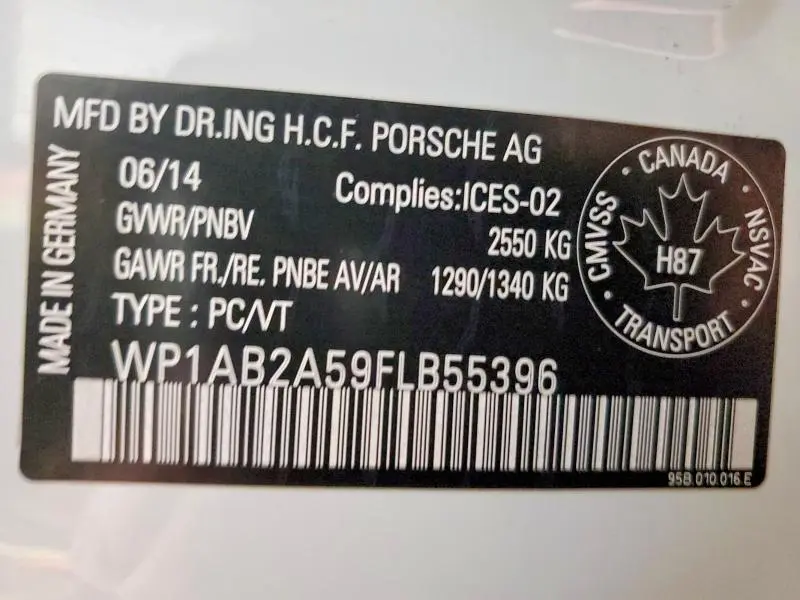 MFD BY DR.ING H.C.F. PORSCHE AG
06/14
Complies:ICES-02
GVWR/PNBV 2550 KG
GAWR FR./RE. PNBE AV/AR 1290/1340 KG
TYPE : PC/VT
WP1AB2A59FLB55396
MADE IN GERMANY
CANADA
CMVSS
NSVAC
H87
TRANSPORT
95B.010.016 E